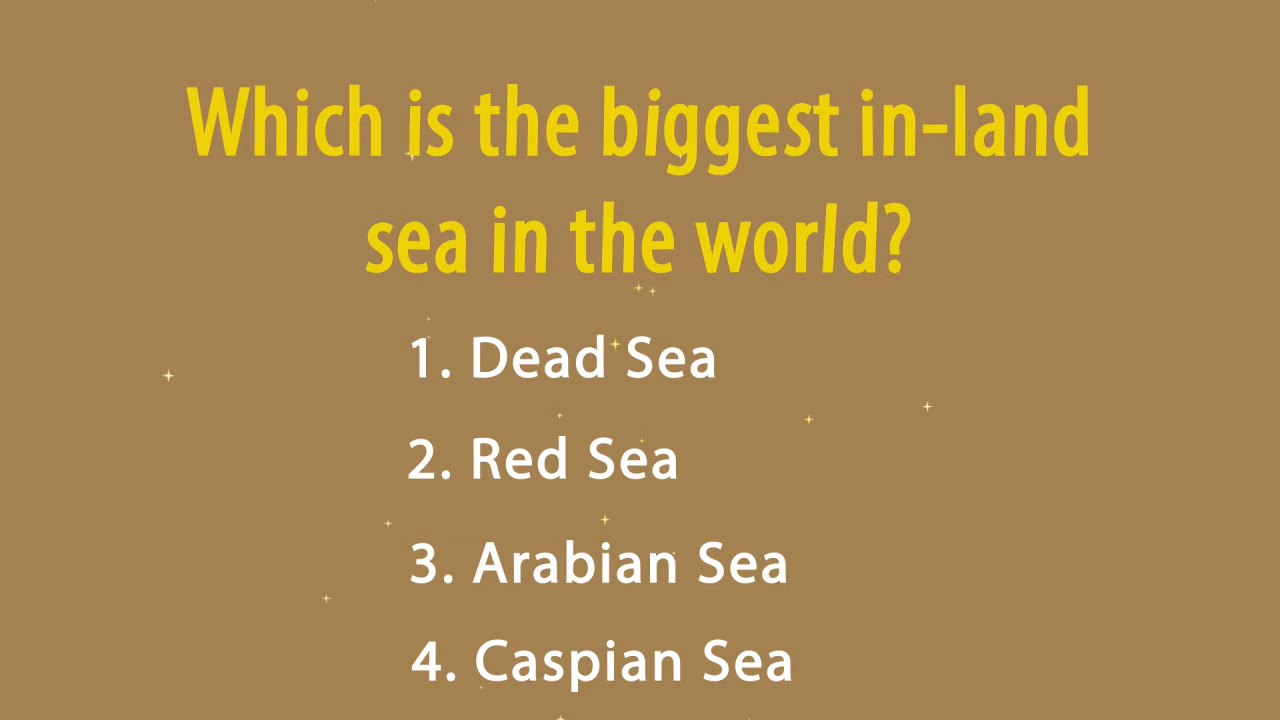 Which is the biggest in-land
sea in the world?
1. Dead Sea
2. Red Sea
3. Arabian Sea
4. Caspian Sea